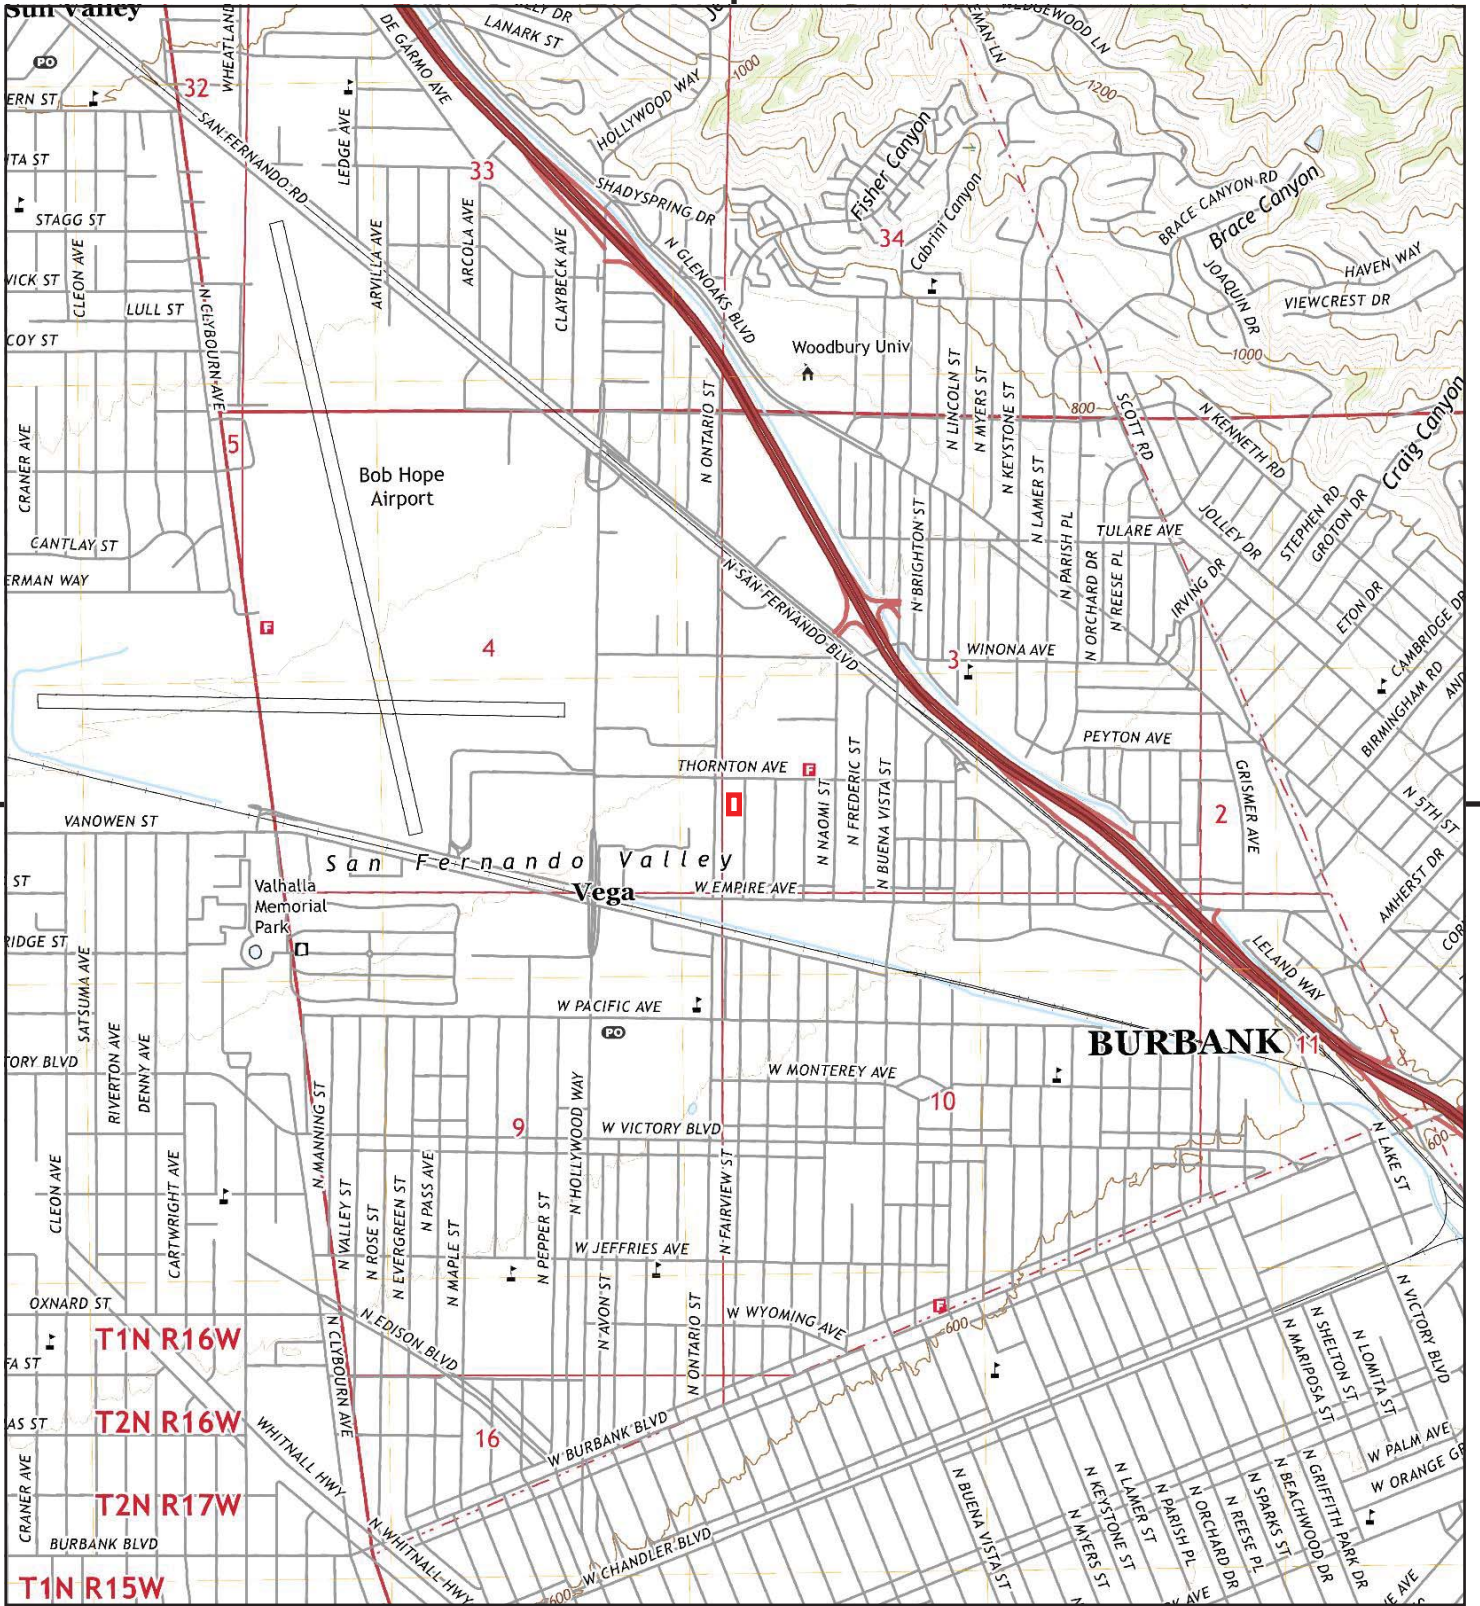 Sun Valley
LANARK ST
DE GARMO AVE
WEDGEWOOD LN
WHEATLAND
PO
32
1000
1200
ERN ST
HOLLYWOOD WAY
SAN FERNANDO RD
LEDGE AVE
Fisher Canyon
ITA ST
33
SHADYSPRING DR
Cabrini Canyon
BRACE CANYON RD
Brace Canyon
STAGG ST
34
CLEON AVE
ARVILLA AVE
ARCOLA AVE
CLAYBECK AVE
N GLENOAKS BLVD
HAVEN WAY
JOAQUIN DR
VICK ST
LULL ST
VIEWCREST DR
N CLYBOURN AVE
COY ST
Woodbury Univ
1000
N LINCOLN ST
N MYERS ST
N KEYSTONE ST
N ONTARIO ST
800
SCOTT RD
N KENNETH RD
Craig Canyon
5
CRANER AVE
Bob Hope
Airport
N LAMER ST
STEPHEN RD
GROTON DR
JOLLEY DR
N BRIGHTON ST
N PARISH PL
TULARE AVE
CANTLAY ST
N ORCHARD DR
N REESE PL
IRVING DR
ERMAN WAY
N SAN FERNANDO BLVD
ETON DR
CAMBRIDGE DR
F
4
3
WINONA AVE
BIRMINGHAM RD
AND
PEYTON AVE
THORNTON AVE
F
N NAOMI ST
N FREDERIC ST
N BUENA VISTA ST
GRISMER AVE
2
N 5TH ST
VANOWEN ST
San Fernando Valley
AMHERST DR
ST
Valhalla
Memorial
Park
Vega
W EMPIRE AVE
RIDGE ST
COR
LELAND WAY
SATSUMA AVE
W PACIFIC AVE
PO
BURBANK
11
RIVERTON AVE
DENNY AVE
TORY BLVD
W MONTEREY AVE
10
N MANNING ST
N HOLLYWOOD WAY
9
W VICTORY BLVD
600
N LAKE ST
CLEON AVE
CARTWRIGHT AVE
N VALLEY ST
N ROSE ST
N EVERGREEN ST
N PASS AVE
N MAPLE ST
N PEPPER ST
N FAIRVIEW ST
W JEFFRIES AVE
N AVON ST
N ONTARIO ST
OXNARD ST
T1N R16W
N EDISON BLVD
W WYOMING AVE
F
600
N VICTORY BLVD
N SHELTON ST
N MARIPOSA ST
N LOMITA ST
FA ST
N CLYBOURN AVE
AS ST
T2N R16W
WHITNALL HWY
16
W BURBANK BLVD
W PALM AVE
W ORANGE GR
CRANER AVE
T2N R17W
N BUENA VISTA ST
N MYERS ST
N KEYSTONE ST
N LAMER ST
N PARISH PL
N ORCHARD DR
N REESE PL
N SPARKS ST
N BEACHWOOD DR
N GRIFFITH PARK DR
BURBANK BLVD
N WHITNALL HWY
W CHANDLER BLVD
T1N R15W
600